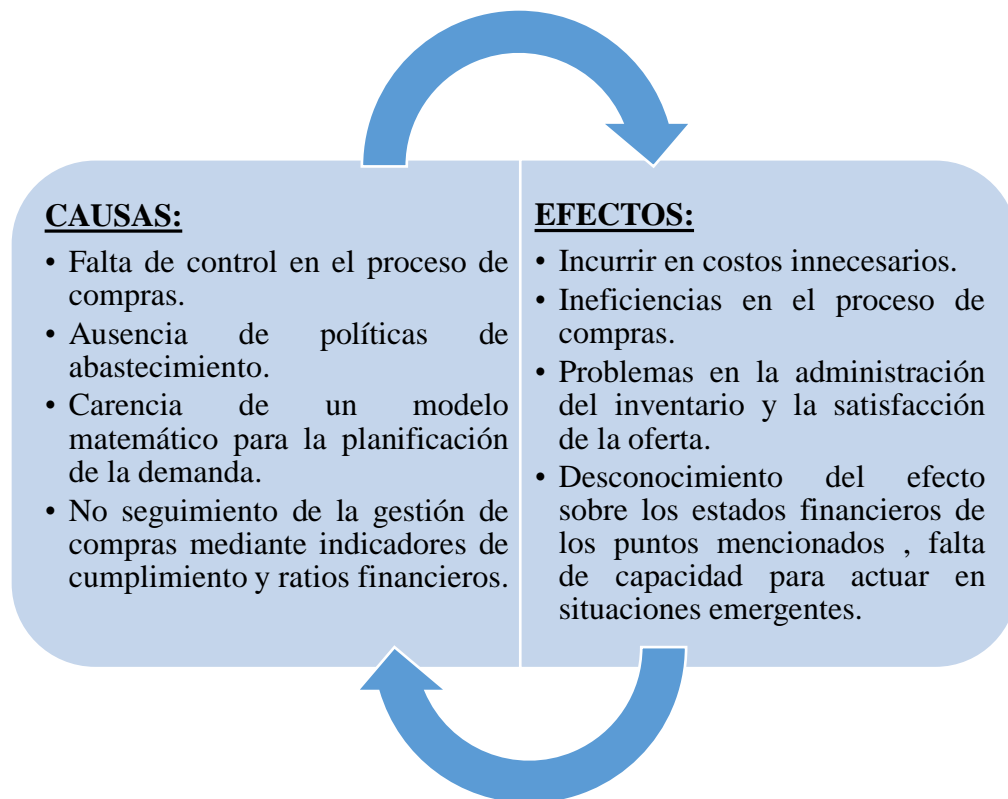 CAUSAS:
• Falta de control en el proceso de
compras.
• Ausencia de políticas de
abastecimiento.
• Carencia de un modelo
matemático para la planificación
de la demanda.
• No seguimiento de la gestión de
compras mediante indicadores de
cumplimiento y ratios financieros.
EFECTOS:
• Incurrir en costos innecesarios.
• Ineficiencias en el proceso de
compras.
• Problemas en la administración
del inventario y la satisfacción
de la oferta.
• Desconocimiento del efecto
sobre los estados financieros de
los puntos mencionados , falta
de capacidad para actuar en
situaciones emergentes.